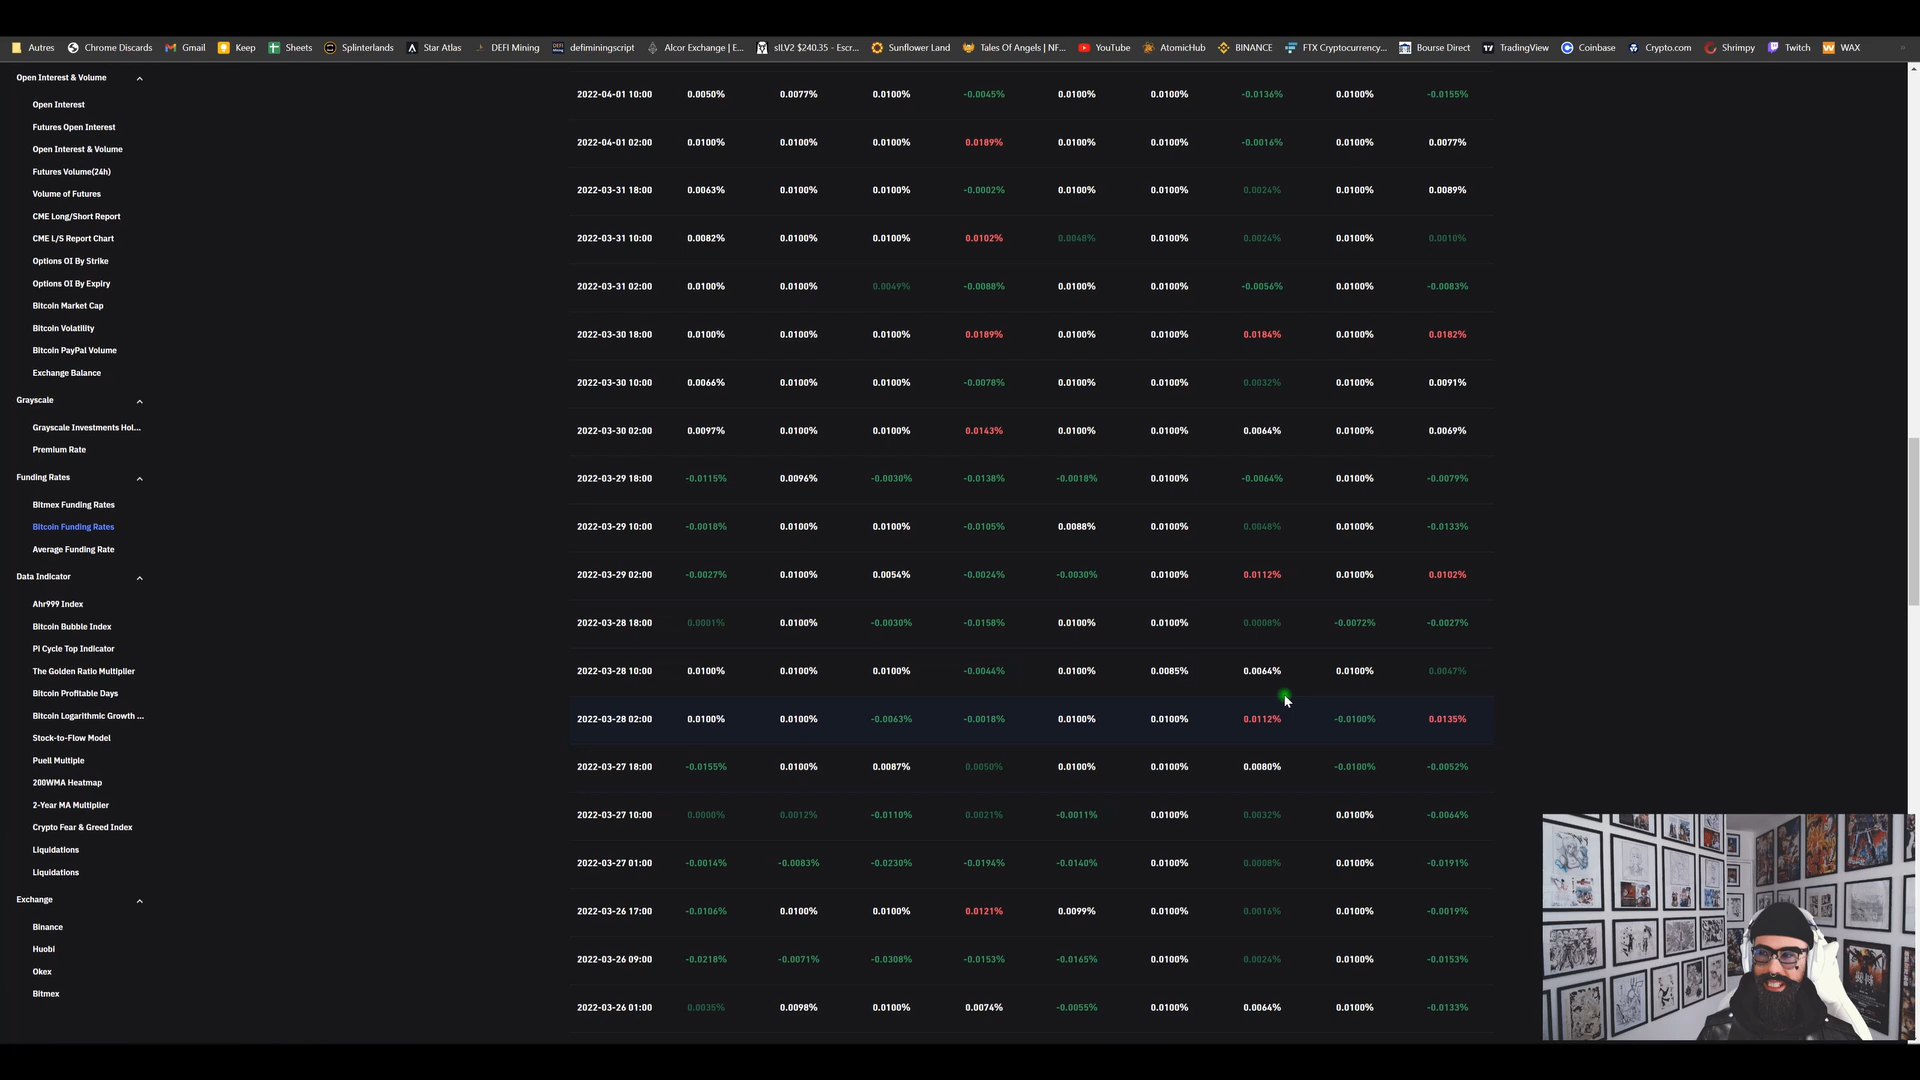 Autres Chrome Discards Gmail Keep Sheets Splinterlands Star Atlas DEFI Mining defiminingscript Alcor Exchange | E... sILV2 $240.35 - Escr... Sunflower Land Tales Of Angels | NF... YouTube AtomicHub BINANCE FTX Cryptocurrency... Bourse Direct TradingView Coinbase Crypto.com Shrimpy Twitch WAX »
Open Interest & Volume
Open Interest
Futures Open Interest
Open Interest & Volume
Futures Volume(24h)
Volume of Futures
CME Long/Short Report
CME L/S Report Chart
Options OI By Strike
Options OI By Expiry
Bitcoin Market Cap
Bitcoin Volatility
Bitcoin PayPal Volume
Exchange Balance
Grayscale
Grayscale Investments Hol...
Premium Rate
Funding Rates
Bitmex Funding Rates
Bitcoin Funding Rates
Average Funding Rate
Data Indicator
Ahr999 Index
Bitcoin Bubble Index
Pi Cycle Top Indicator
The Golden Ratio Multiplier
Bitcoin Profitable Days
Bitcoin Logarithmic Growth ...
Stock-to-Flow Model
Puell Multiple
200WMA Heatmap
2-Year MA Multiplier
Crypto Fear & Greed Index
Liquidations
Liquidations
Exchange
Binance
Huobi
Okex
Bitmex
2022-04-01 10:00 0.0050% 0.0077% 0.0100% -0.0045% 0.0100% 0.0100% -0.0136% 0.0100% -0.0155%
2022-04-01 02:00 0.0100% 0.0100% 0.0100% 0.0189% 0.0100% 0.0100% -0.0016% 0.0100% 0.0077%
2022-03-31 18:00 0.0063% 0.0100% 0.0100% -0.0002% 0.0100% 0.0100% 0.0024% 0.0100% 0.0089%
2022-03-31 10:00 0.0082% 0.0100% 0.0100% 0.0102% 0.0048% 0.0100% 0.0024% 0.0100% 0.0010%
2022-03-31 02:00 0.0100% 0.0100% 0.0049% -0.0088% 0.0100% 0.0100% -0.0056% 0.0100% -0.0083%
2022-03-30 18:00 0.0100% 0.0100% 0.0100% 0.0189% 0.0100% 0.0100% 0.0184% 0.0100% 0.0182%
2022-03-30 10:00 0.0066% 0.0100% 0.0100% -0.0078% 0.0100% 0.0100% 0.0032% 0.0100% 0.0091%
2022-03-30 02:00 0.0097% 0.0100% 0.0100% 0.0143% 0.0100% 0.0100% 0.0064% 0.0100% 0.0069%
2022-03-29 18:00 -0.0115% 0.0096% -0.0030% -0.0138% -0.0018% 0.0100% -0.0064% 0.0100% -0.0079%
2022-03-29 10:00 -0.0018% 0.0100% 0.0100% -0.0105% 0.0088% 0.0100% 0.0048% 0.0100% -0.0133%
2022-03-29 02:00 -0.0027% 0.0100% 0.0054% -0.0024% -0.0030% 0.0100% 0.0112% 0.0100% 0.0102%
2022-03-28 18:00 0.0001% 0.0100% -0.0030% -0.0158% 0.0100% 0.0100% 0.0008% -0.0072% -0.0027%
2022-03-28 10:00 0.0100% 0.0100% 0.0100% -0.0044% 0.0100% 0.0085% 0.0064% 0.0100% 0.0047%
2022-03-28 02:00 0.0100% 0.0100% -0.0063% -0.0018% 0.0100% 0.0100% 0.0112% -0.0100% 0.0135%
2022-03-27 18:00 -0.0155% 0.0100% 0.0087% 0.0050% 0.0100% 0.0100% 0.0080% -0.0100% -0.0052%
2022-03-27 10:00 0.0000% 0.0012% -0.0110% 0.0021% -0.0011% 0.0100% 0.0032% 0.0100% -0.0064%
2022-03-27 01:00 -0.0014% -0.0083% -0.0230% -0.0194% -0.0140% 0.0100% 0.0008% 0.0100% -0.0191%
2022-03-26 17:00 -0.0106% 0.0100% 0.0100% 0.0121% 0.0099% 0.0100% 0.0016% 0.0100% -0.0019%
2022-03-26 09:00 -0.0218% -0.0071% -0.0308% -0.0153% -0.0165% 0.0100% 0.0024% 0.0100% -0.0153%
2022-03-26 01:00 0.0035% 0.0098% 0.0100% 0.0074% -0.0055% 0.0100% 0.0064% 0.0100% -0.0133%